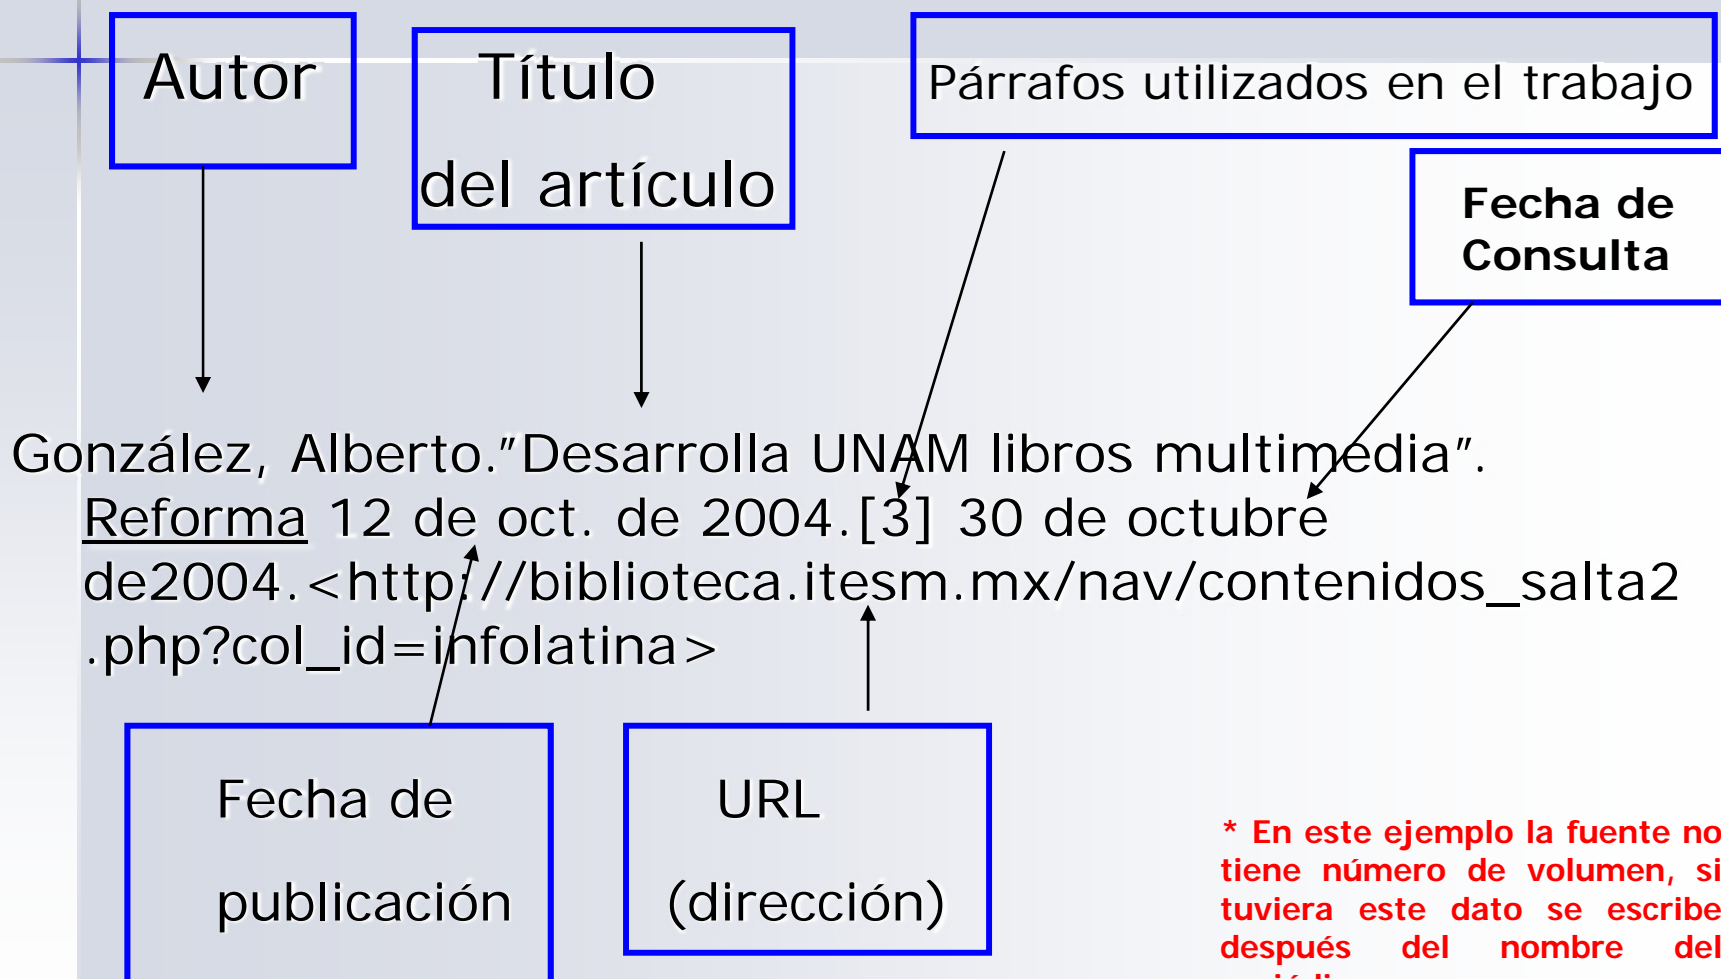 Autor
Título
del artículo
Párrafos utilizados en el trabajo
Fecha de
Consulta
González, Alberto."Desarrolla UNAM libros multimedia".
Reforma 12 de oct. de 2004.[3] 30 de octubre
de2004.<http://biblioteca.itesm.mx/nav/contenidos_salta2
.php?col_id=infolatina>
Fecha de
publicación
URL
(dirección)
* En este ejemplo la fuente no
tiene número de volumen, si
tuviera este dato se escribe
después del nombre del